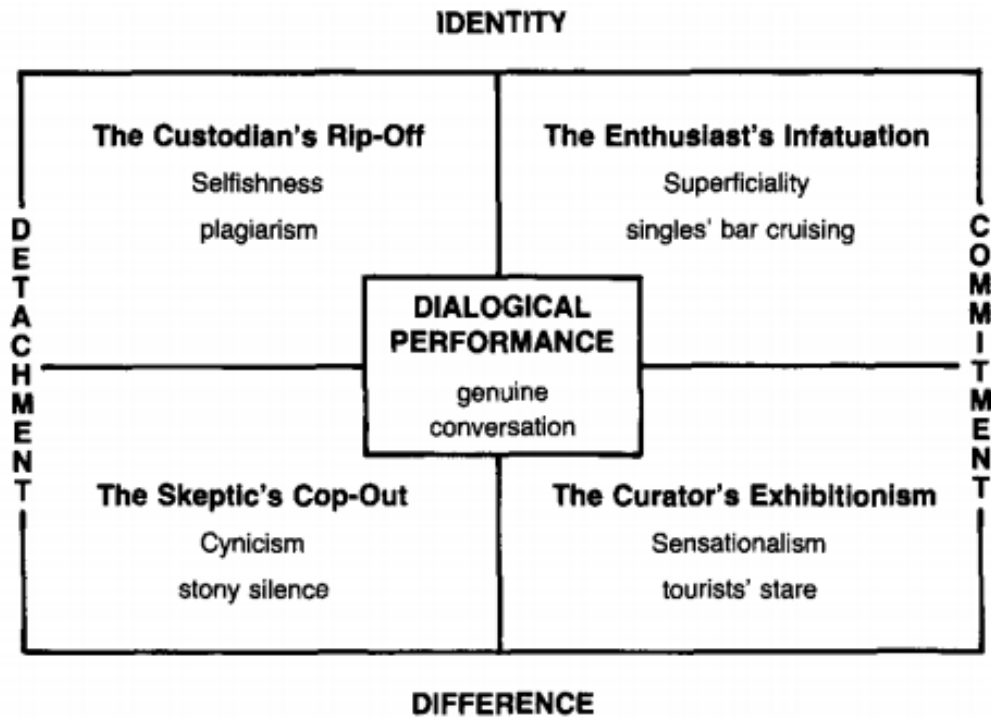 IDENTITY
The Custodian's Rip-Off
Selfishness
plagiarism
The Enthusiast's Infatuation
Superficiality
singles' bar cruising
DETACHMENT
COMMITMENT
DIALOGICAL
PERFORMANCE
genuine
conversation
The Skeptic's Cop-Out
Cynicism
stony silence
The Curator's Exhibitionism
Sensationalism
tourists' stare
DIFFERENCE